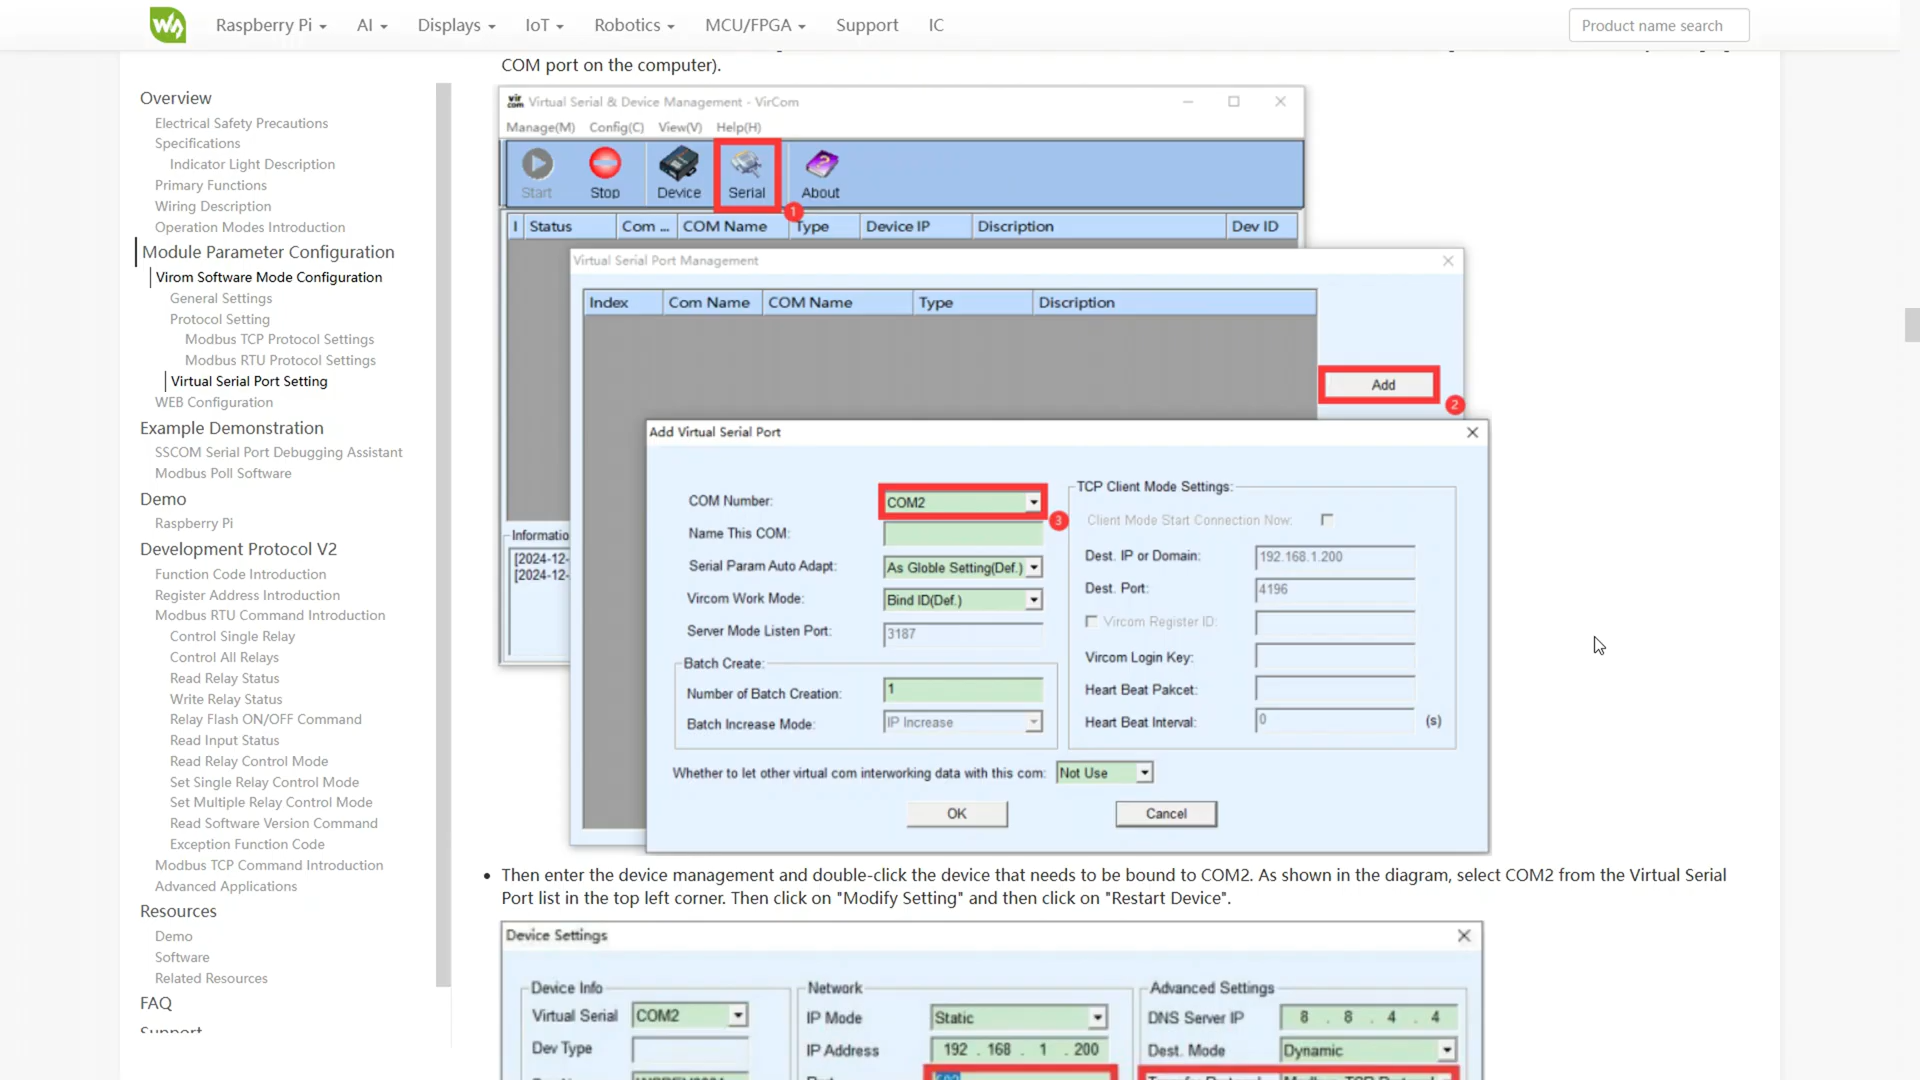 Raspberry Pi AI Displays IoT Robotics MCU/FPGA Support IC Product name search
COM port on the computer).
Overview
Electrical Safety Precautions
Specifications
Indicator Light Description
Primary Functions
Wiring Description
Operation Modes Introduction
Module Parameter Configuration
Virom Software Mode Configuration
General Settings
Protocol Setting
Modbus TCP Protocol Settings
Modbus RTU Protocol Settings
Virtual Serial Port Setting
WEB Configuration
Example Demonstration
SSCOM Serial Port Debugging Assistant
Modbus Poll Software
Demo
Raspberry Pi
Development Protocol V2
Function Code Introduction
Register Address Introduction
Modbus RTU Command Introduction
Control Single Relay
Control All Relays
Read Relay Status
Write Relay Status
Relay Flash ON/OFF Command
Read Input Status
Read Relay Control Mode
Set Single Relay Control Mode
Set Multiple Relay Control Mode
Read Software Version Command
Exception Function Code
Modbus TCP Command Introduction
Advanced Applications
Resources
Demo
Software
Related Resources
FAQ
Support
vir com Virtual Serial & Device Management - VirCom
Manage(M) Config(C) View(V) Help(H)
Start Stop Device Serial About
1
I Status Com ... COM Name Type Device IP Discription Dev ID
Virtual Serial Port Management
Index Com Name COM Name Type Discription
Add
2
Informatio
[2024-12-
[2024-12-
Add Virtual Serial Port
COM Number: COM2
3
Name This COM:
Serial Param Auto Adapt: As Globle Setting(Def.)
Vircom Work Mode: Bind ID(Def.)
Server Mode Listen Port: 3187
Batch Create:
Number of Batch Creation: 1
Batch Increase Mode: IP Increase
TCP Client Mode Settings:
Client Mode Start Connection Now:
Dest. IP or Domain: 192.168.1.200
Dest. Port: 4196
Vircom Register ID:
Vircom Login Key:
Heart Beat Pakcet:
Heart Beat Interval: 0 (s)
Whether to let other virtual com interworking data with this com: Not Use
OK Cancel
Then enter the device management and double-click the device that needs to be bound to COM2. As shown in the diagram, select COM2 from the Virtual Serial
Port list in the top left corner. Then click on "Modify Setting" and then click on "Restart Device".
Device Settings
Device Info
Virtual Serial COM2
Dev Type
Network
IP Mode Static
IP Address 192 . 168 . 1 . 200
Advanced Settings
DNS Server IP 8 . 8 . 4 . 4
Dest. Mode Dynamic